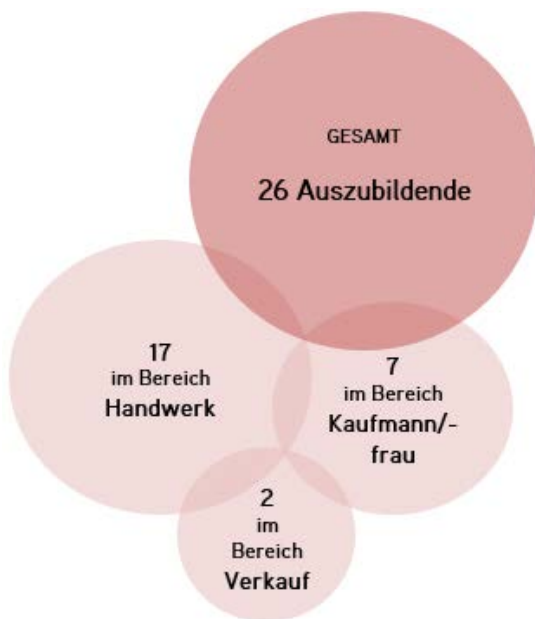 GESAMT
26 Auszubildende
17
im Bereich
Handwerk
7
im Bereich
Kaufmann/-
frau
2
im
Bereich
Verkauf